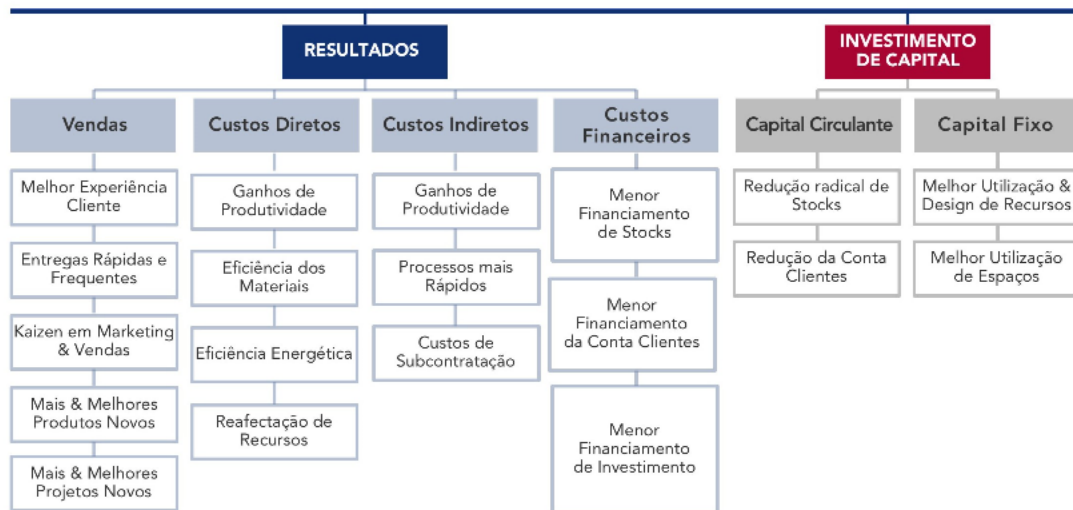 RESULTADOS
INVESTIMENTO
DE CAPITAL
Vendas
Custos Diretos
Custos Indiretos
Custos
Financeiros
Capital Circulante
Capital Fixo
Melhor Experiência
Cliente
Entregas Rápidas e
Frequentes
Kaizen em Marketing
& Vendas
Mais & Melhores
Produtos Novos
Mais & Melhores
Projetos Novos
Ganhos de
Produtividade
Eficiência dos
Materiais
Eficiência Energética
Reafectação de
Recursos
Ganhos de
Produtividade
Processos mais
Rápidos
Custos de
Subcontratação
Menor
Financiamento
de Stocks
Menor
Financiamento
da Conta Clientes
Menor
Financiamento
de Investimento
Redução radical de
Stocks
Redução da Conta
Clientes
Melhor Utilização &
Design de Recursos
Melhor Utilização
de Espaços